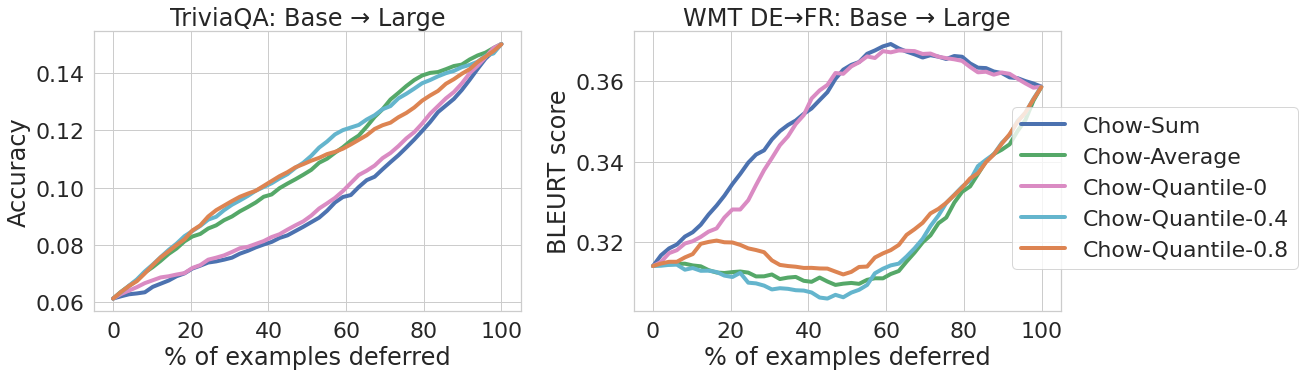 TriviaQA: Base → Large
Accuracy
0.14
0.12
0.10
0.08
0.06
0 20 40 60 80 100
% of examples deferred
WMT DE→FR: Base → Large
BLEURT score
0.36
0.34
0.32
0 20 40 60 80 100
% of examples deferred
Chow-Sum
Chow-Average
Chow-Quantile-0
Chow-Quantile-0.4
Chow-Quantile-0.8